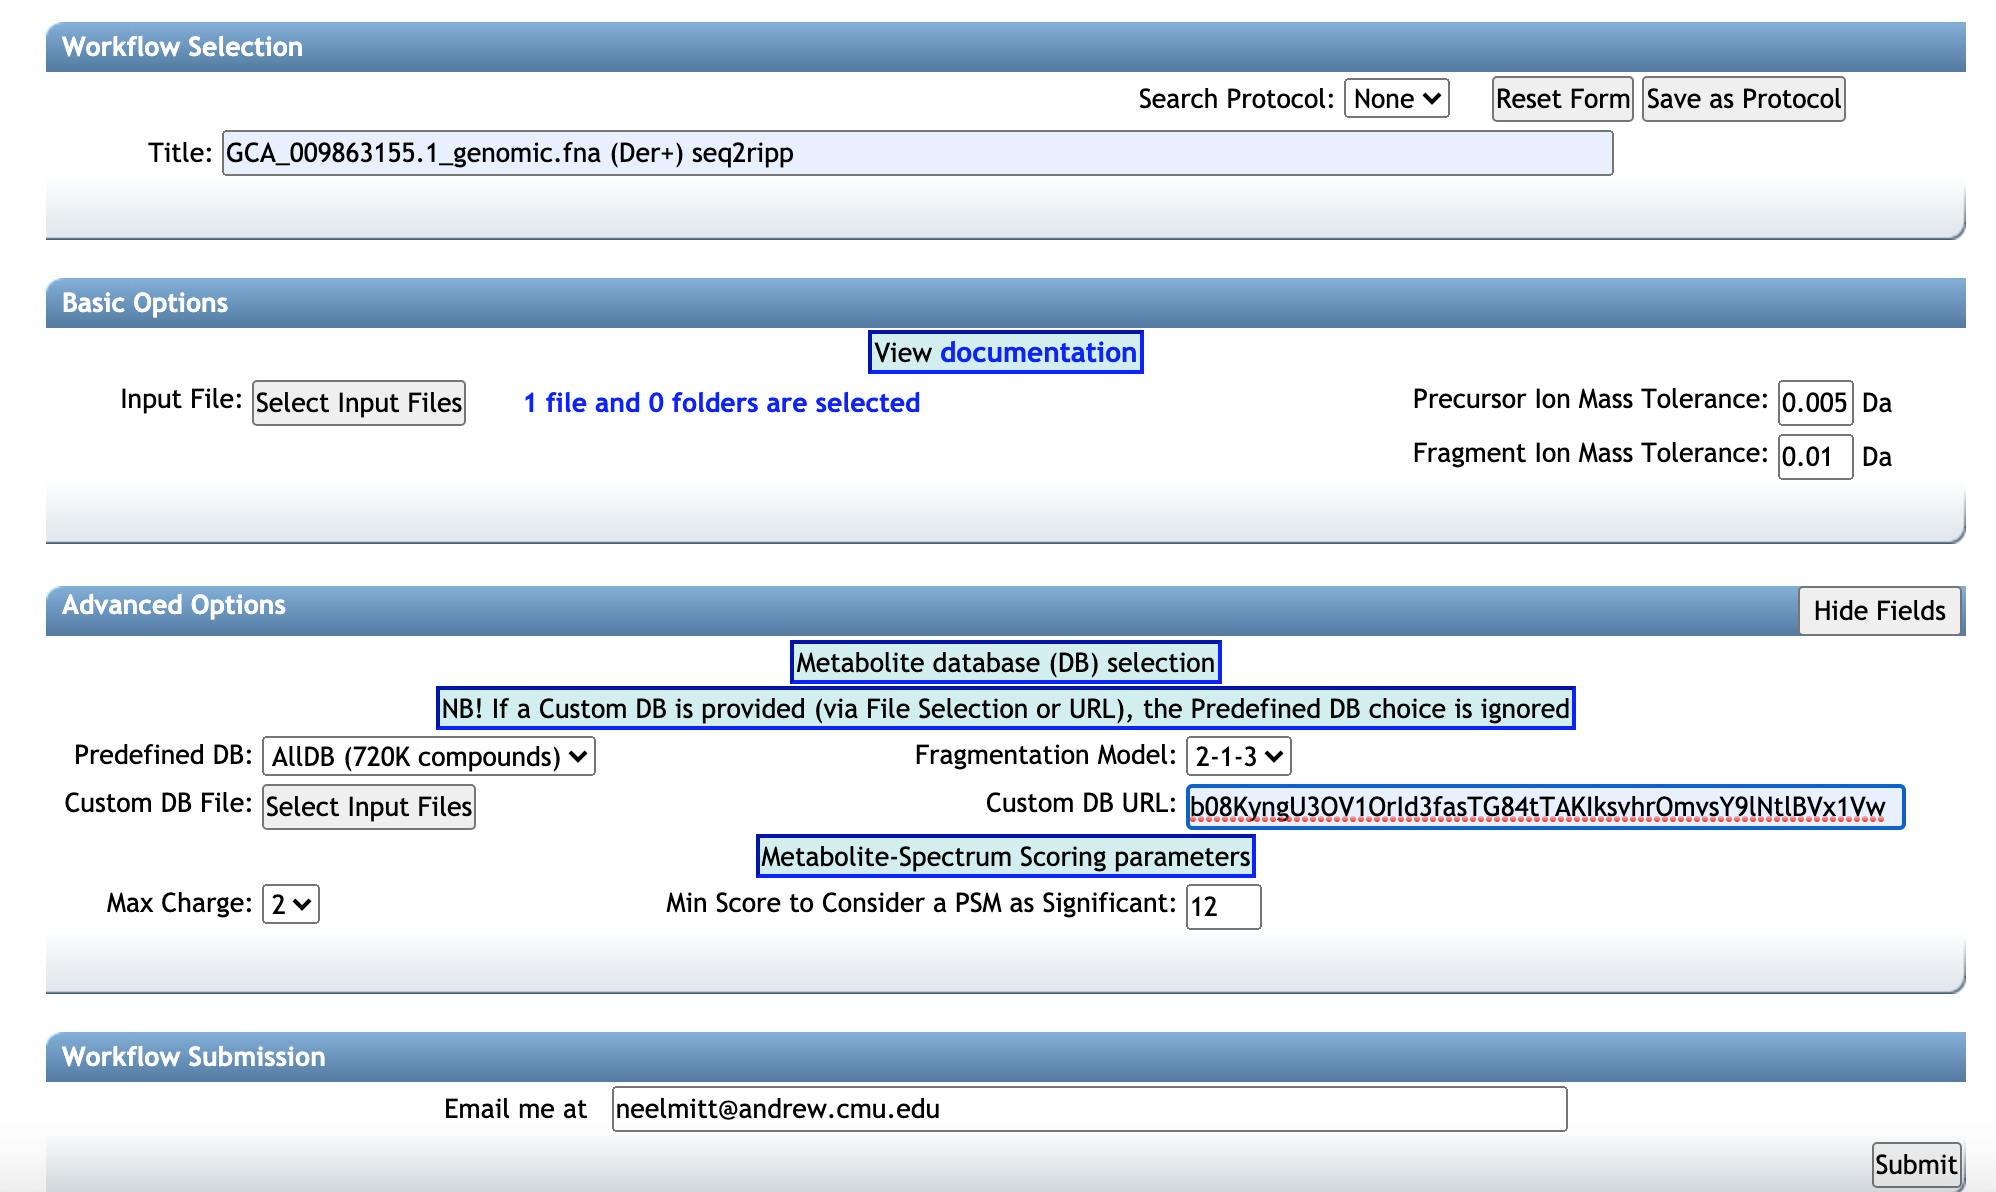 Workflow Selection
Search Protocol: None Reset Form Save as Protocol
Title: GCA_009863155.1_genomic.fna (Der+) seq2ripp
Basic Options
View documentation
Input File: Select Input Files 1 file and 0 folders are selected Precursor Ion Mass Tolerance: 0.005 Da
Fragment Ion Mass Tolerance: 0.01 Da
Advanced Options Hide Fields
Metabolite database (DB) selection
NB! If a Custom DB is provided (via File Selection or URL), the Predefined DB choice is ignored
Predefined DB: AllDB (720K compounds) Fragmentation Model: 2-1-3
Custom DB File: Select Input Files Custom DB URL: b08KyngU3OV1OrId3fasTG84tTAKIksvhrOmvsY9lNtlBVx1Vw
Metabolite-Spectrum Scoring parameters
Max Charge: 2 Min Score to Consider a PSM as Significant: 12
Workflow Submission
Email me at neelmitt@andrew.cmu.edu
Submit